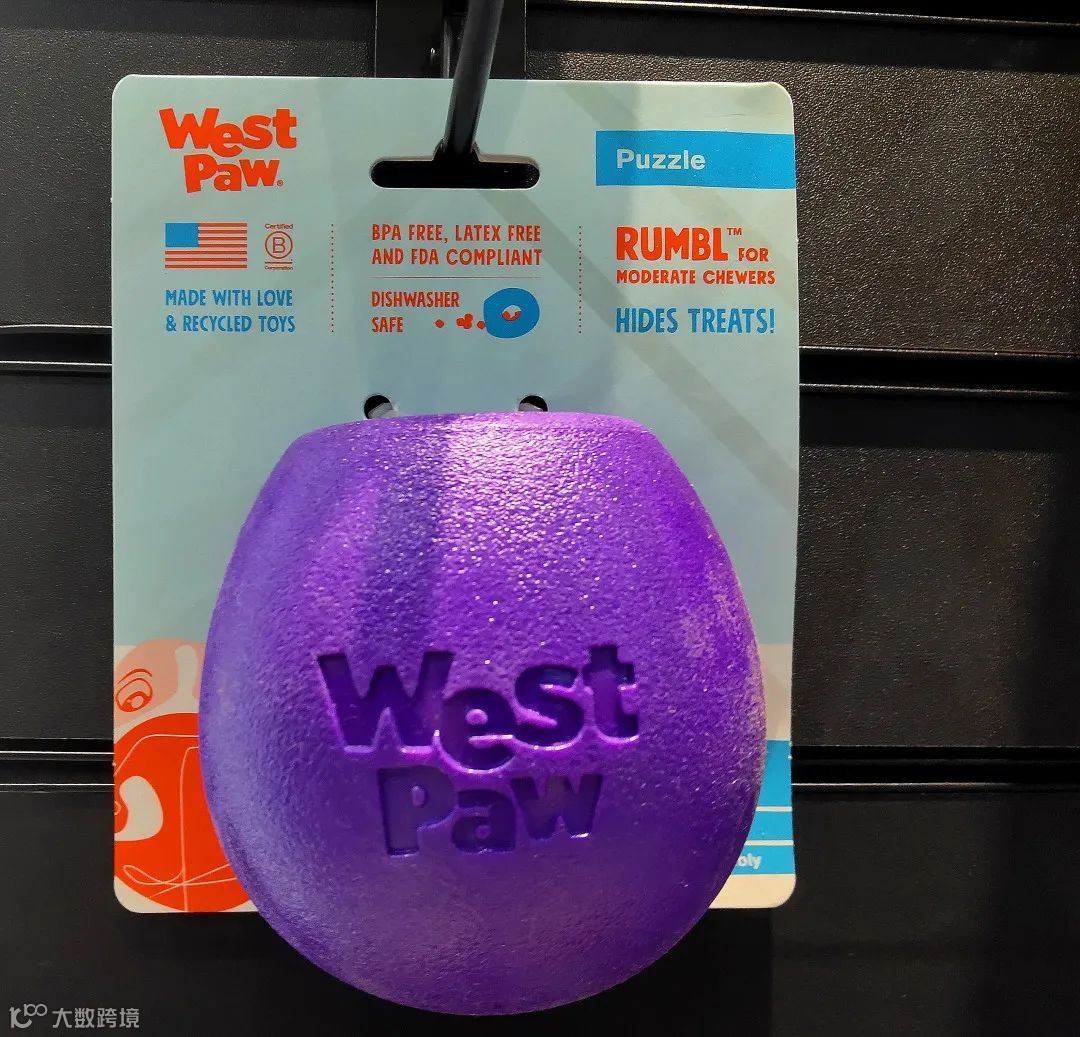 West
Paw®
Puzzle
Certified
B
Corporation
MADE WITH LOVE
& RECYCLED TOYS
BPA FREE, LATEX FREE
AND FDA COMPLIANT
DISHWASHER
SAFE
RUMBL™ FOR
MODERATE CHEWERS
HIDES TREATS!
West
Paw
oly
大数跨境